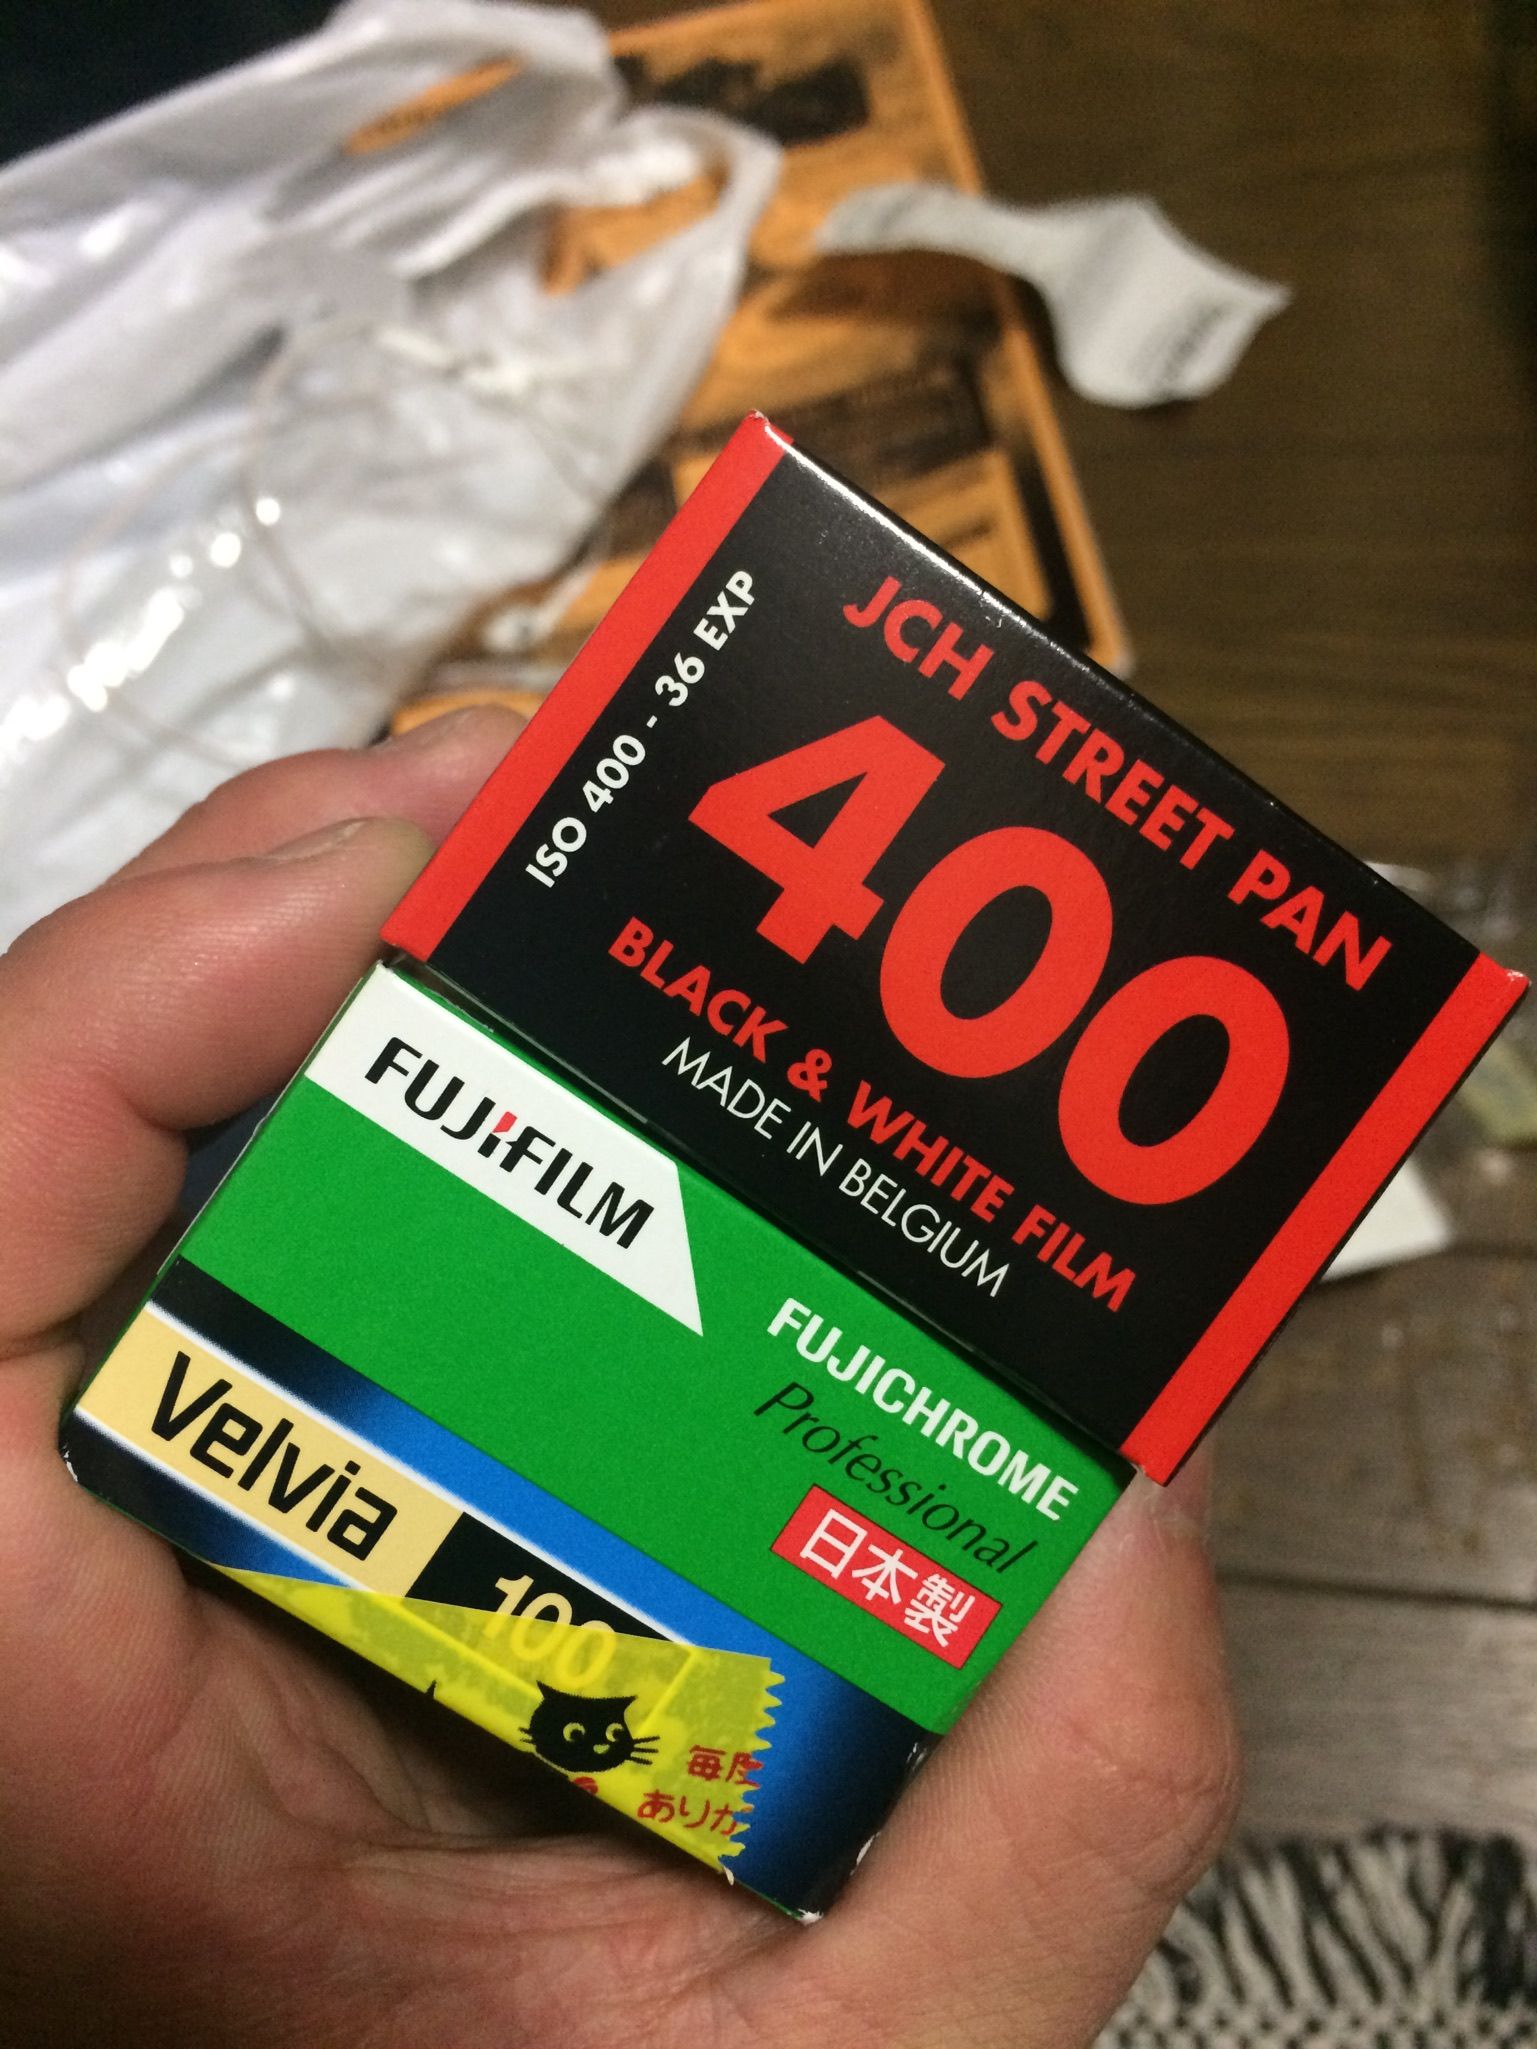 JCH STREET PAN
400
ISO 400 - 36 EXP
BLACK & WHITE FILM
MADE IN BELGIUM
FUJIFILM
FUJICHROME
Professional
日本製
Velvia
100
毎度
ありが